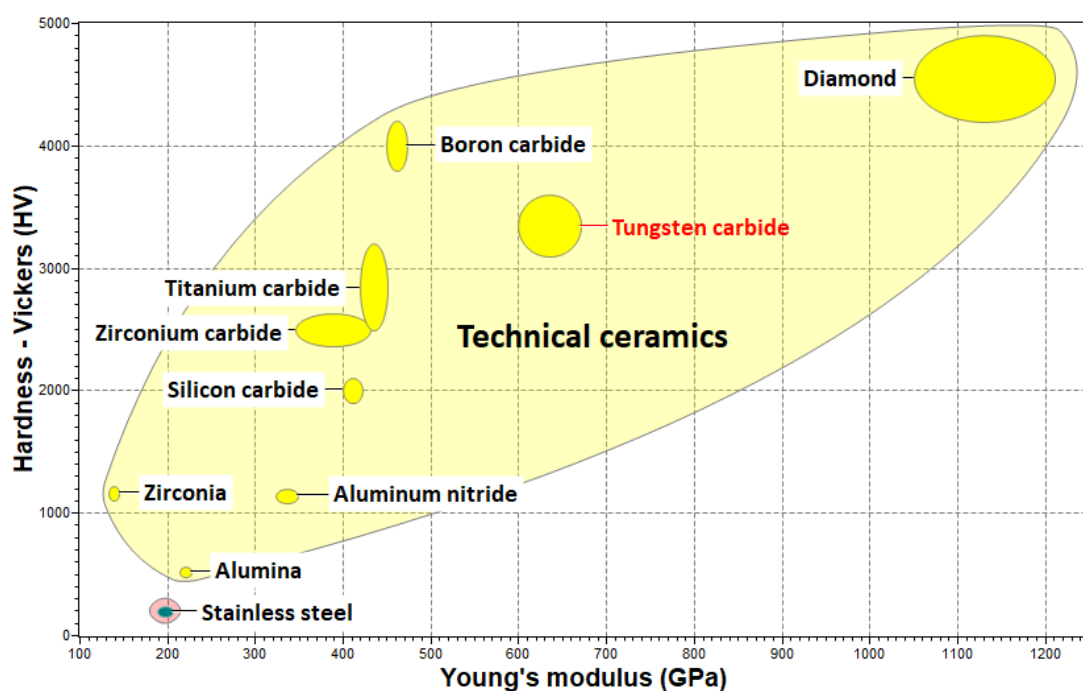 5000
Diamond
4000
Boron carbide
Tungsten carbide
3000
Titanium carbide
Zirconium carbide
Technical ceramics
2000
Silicon carbide
Zirconia
Aluminum nitride
1000
Alumina
Stainless steel
0
Hardness - Vickers (HV)
100 200 300 400 500 600 700 800 900 1000 1100 1200
Young's modulus (GPa)